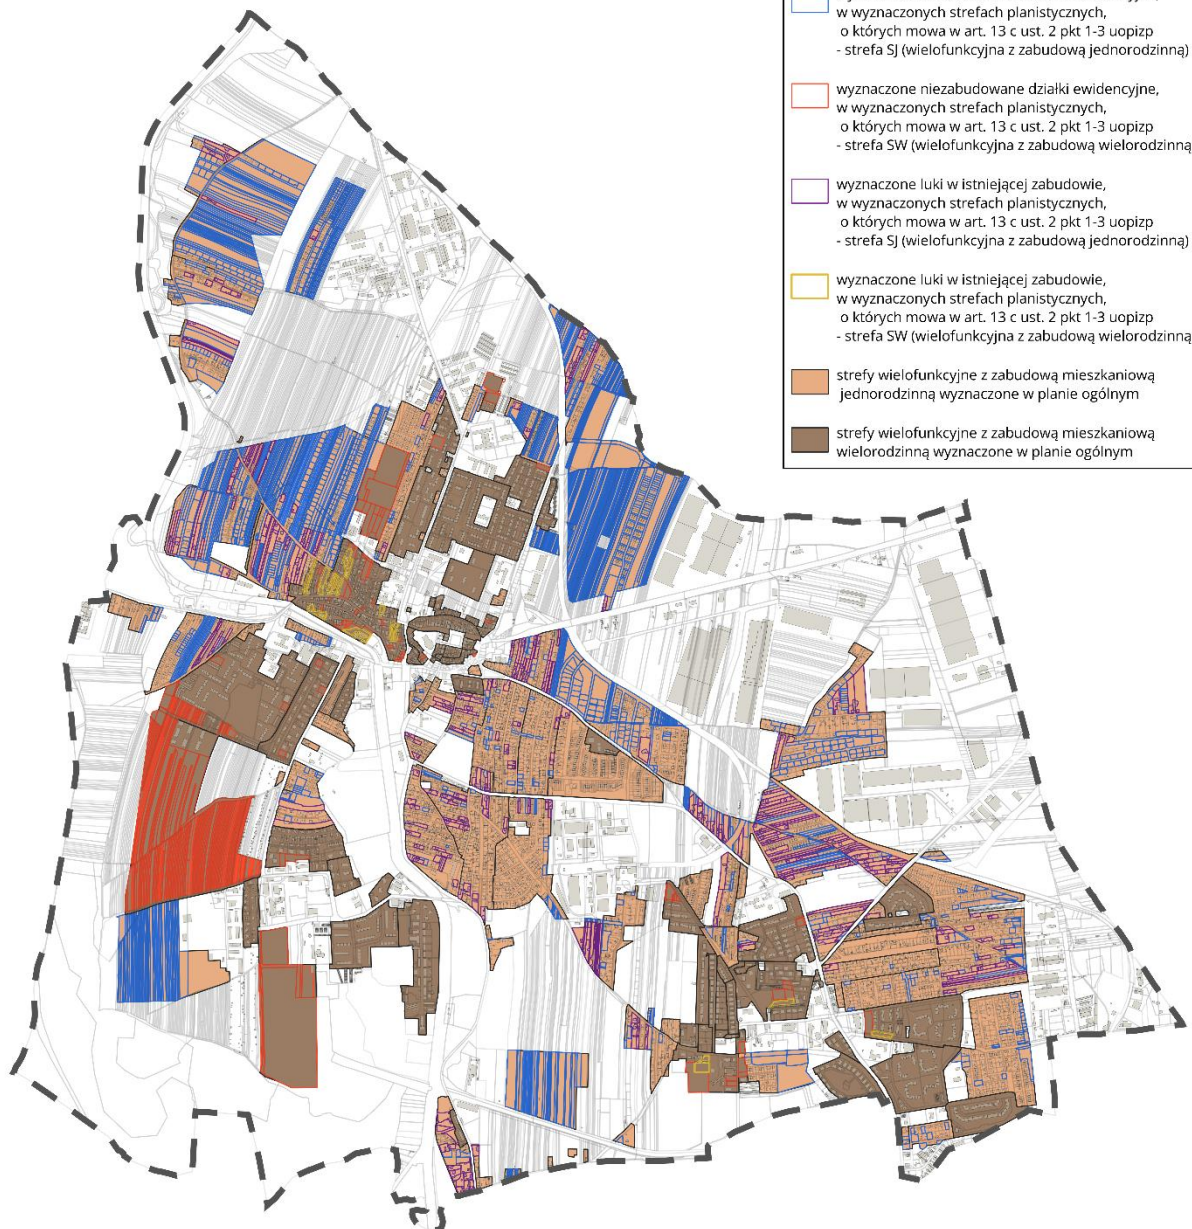 w wyznaczonych strefach planistycznych,
o których mowa w art. 13 c ust. 2 pkt 1-3 uopizp
- strefa SJ (wielofunkcyjna z zabudową jednorodzinną)
wyznaczone niezabudowane działki ewidencyjne,
w wyznaczonych strefach planistycznych,
o których mowa w art. 13 c ust. 2 pkt 1-3 uopizp
- strefa SW (wielofunkcyjna z zabudową wielorodzinną
wyznaczone luki w istniejącej zabudowie,
w wyznaczonych strefach planistycznych,
o których mowa w art. 13 c ust. 2 pkt 1-3 uopizp
- strefa SJ (wielofunkcyjna z zabudową jednorodzinną)
wyznaczone luki w istniejącej zabudowie,
w wyznaczonych strefach planistycznych,
o których mowa w art. 13 c ust. 2 pkt 1-3 uopizp
- strefa SW (wielofunkcyjna z zabudową wielorodzinną
strefy wielofunkcyjne z zabudową mieszkaniową
jednorodzinną wyznaczone w planie ogólnym
strefy wielofunkcyjne z zabudową mieszkaniową
wielorodzinną wyznaczone w planie ogólnym